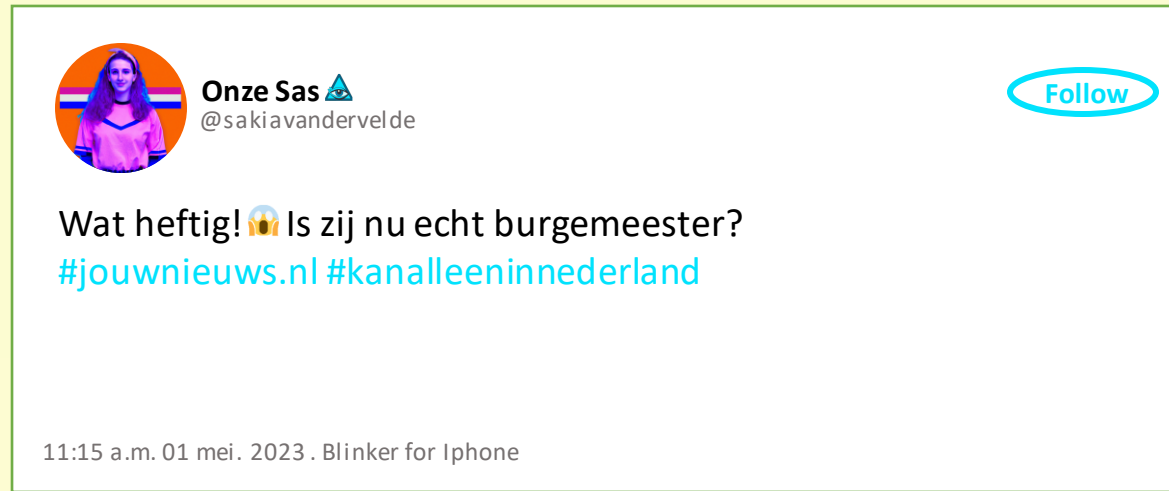 Onze Sas
@sakiavandervelde
Follow
Wat heftig! 😱 Is zij nu echt burgemeester?
#jouwnieuws.nl #kanalleeninnederland
11:15 a.m. 01 mei. 2023 . Blinker for Iphone